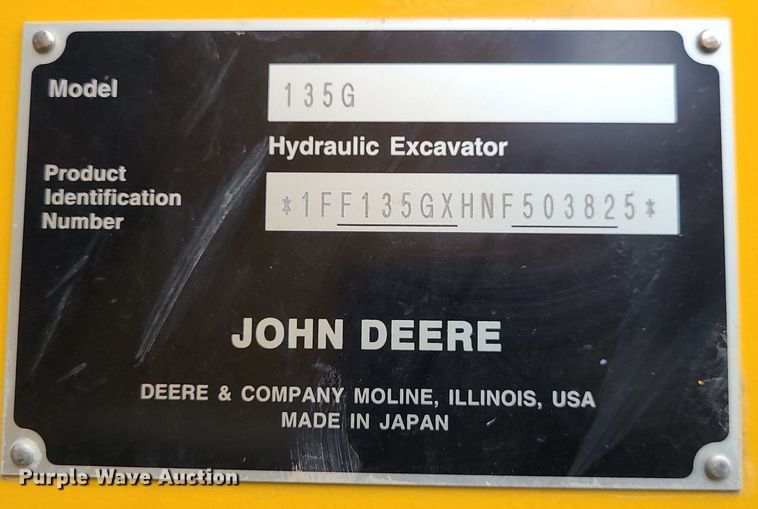 Model
135G
Hydraulic Excavator
Product
Identification
Number
*1FF135GXHNF503825*
JOHN DEERE
DEERE & COMPANY MOLINE, ILLINOIS, USA
MADE IN JAPAN
Purple Wave Auction